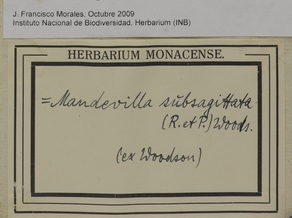 J. Francisco Morales, Octubre 2009
Instituto Nacional de Biodiversidad. Herbarium (INB)
HERBARIUM MONACENSE.
=Mandevilla subsagittata
(R. et P.) Woods.
(ex Woodson)